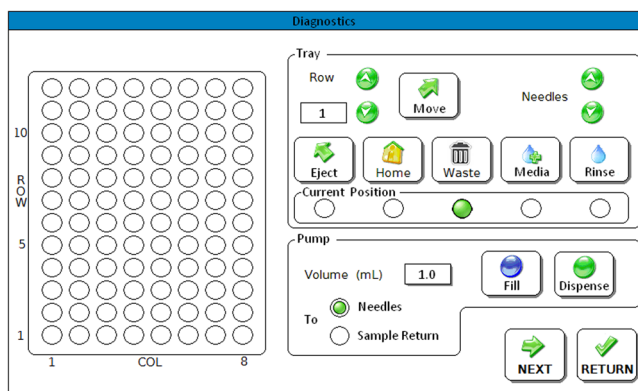 Diagnostics
Tray
Row
Needles
1
Move
Eject
Home
Waste
Media
Rinse
Current Position
10
ROW
5
1
1
COL
8
Pump
Volume (mL)
1.0
Fill
Dispense
To
Needles
Sample Return
NEXT
RETURN